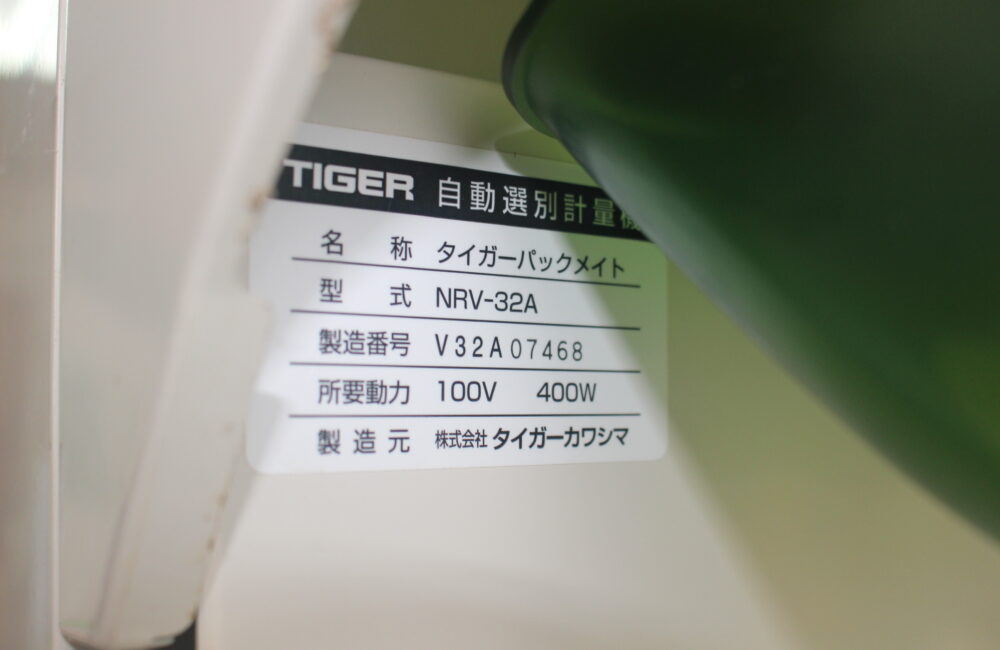 TIGER 自動選別計量機
名称 タイガーパックメイト
型式 NRV-32A
製造番号 V32A07468
所要動力 100V 400W
製造元 株式会社 タイガーカワシマ